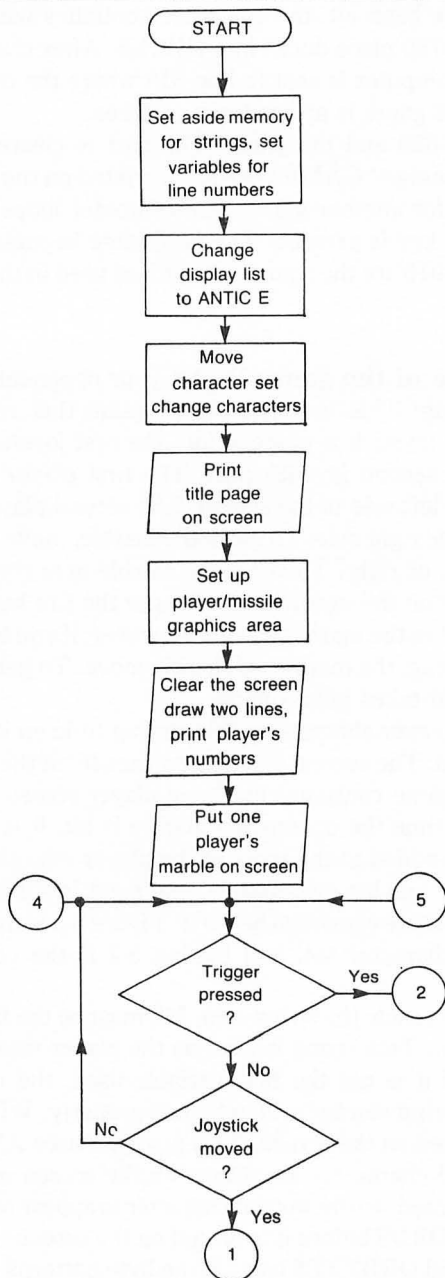 START
Set aside memory
for strings, set
variables for
line numbers
Change
display list
to ANTIC E
Move
character set
change characters
Print
title page
on screen
Set up
player/missile
graphics area
Clear the screen
draw two lines,
print player's
numbers
Put one
player's
marble on screen
4
5
Trigger
pressed
?
Yes
2
No
Joystick
moved
?
No
Yes
1